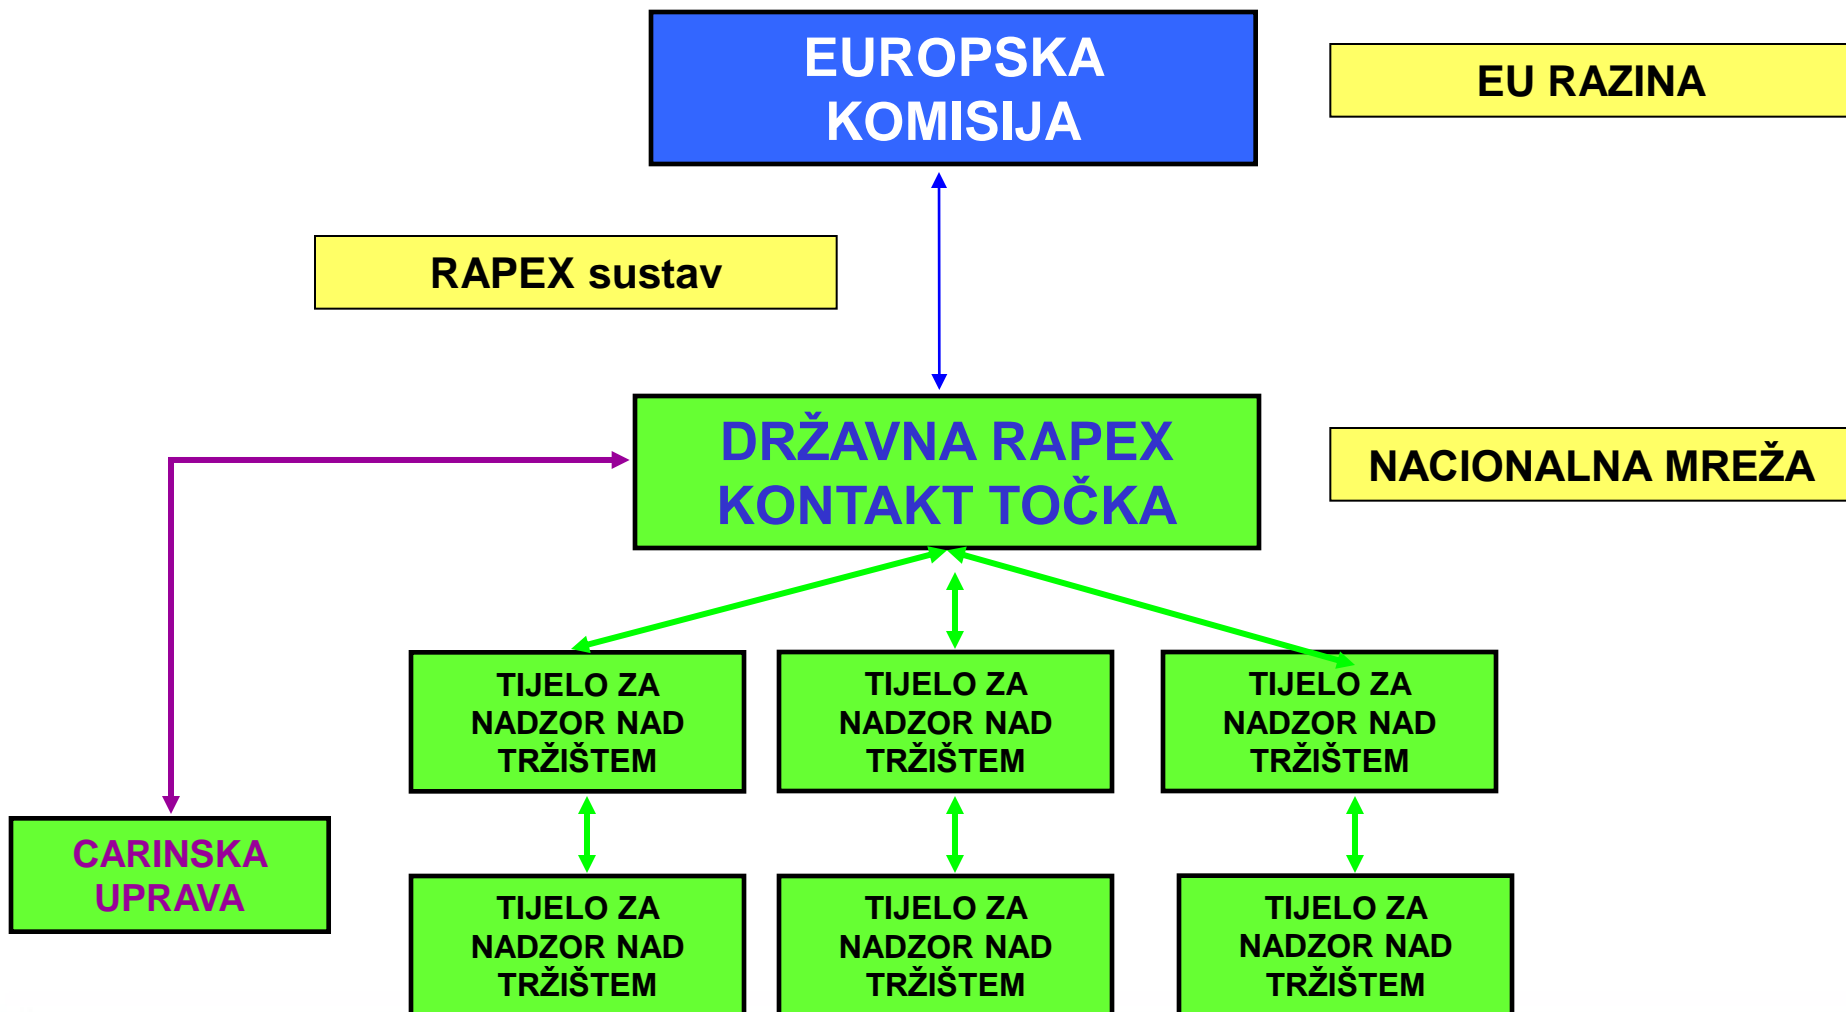 EUROPSKA
KOMISIJA
EU RAZINA
RAPEX sustav
DRŽAVNA RAPEX
KONTAKT TOČKA
NACIONALNA MREŽA
TIJELO ZA
NADZOR NAD
TRŽIŠTEM
TIJELO ZA
NADZOR NAD
TRŽIŠTEM
TIJELO ZA
NADZOR NAD
TRŽIŠTEM
CARINSKA
UPRAVA
TIJELO ZA
NADZOR NAD
TRŽIŠTEM
TIJELO ZA
NADZOR NAD
TRŽIŠTEM
TIJELO ZA
NADZOR NAD
TRŽIŠTEM